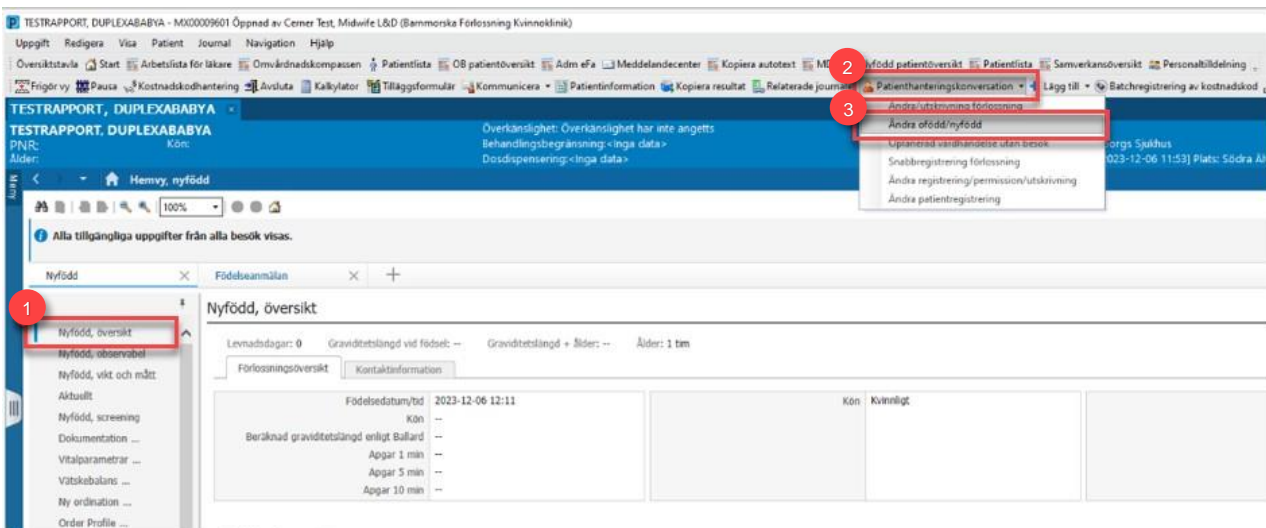 TESTRAPPORT, DUPLEXABABYA - MX00009601 Öppnad av Cerner Test, Midwife L&D (Barnmorska Förlossning Kvinnoklinik)
Uppgift Redigera Visa Patient Journal Navigation Hjälp
Översiktstavla Start Arbetslista för läkare Omvårdnadskompassen Patientlista OB patientöversikt Adm eFa Meddelandecenter Kopiera autotext Nyfödd patientöversikt Patientlista Samverkansöversikt Personaltilldelning
Frigör vy Pausa Kostnadskodhantering Avsluta Kalkylator Tilläggsformulär Kommunicera Patientinformation Kopiera resultat Relaterade journaler Patienthanteringskonversation Lägg till Batchregistrering av kostnadskod
2
3
TESTRAPPORT, DUPLEXABABYA
Ändra/utskrivning förlossning
Ändra ofödd/nyfödd
Oplanerad vårdhändelse utan besök
Snabbregistrering förlossning
Ändra registrering/permission/utskrivning
Ändra patientregistrering
TESTRAPPORT, DUPLEXABABYA
Överkänslighet: Överkänslighet har inte angetts
PNR: Kön:
Behandlingsbegränsning:<Inga data>
orgs Sjukhus
Ålder:
Dosdispensering:<Inga data>
2023-12-06 11:53] Plats: Södra Äl
Meny
Hemvy, nyfödd
100%
Alla tillgängliga uppgifter från alla besök visas.
Nyfödd Födelseanmälan
1
Nyfödd, översikt
Nyfödd, observabel
Nyfödd, vikt och mått
Aktuellt
Nyfödd, screening
Dokumentation ...
Vitalparametrar ...
Vätskebalans ...
Ny ordination ...
Order Profile ...
Nyfödd, översikt
Levnadsdagar: 0 Graviditetslängd vid födsel: -- Graviditetslängd + ålder: -- Ålder: 1 tim
Förlossningsöversikt Kontaktinformation
Födelsedatum/tid 2023-12-06 12:11
Kön --
Beräknad graviditetslängd enligt Ballard --
Apgar 1 min --
Apgar 5 min --
Apgar 10 min --
Kön Kvinnligt